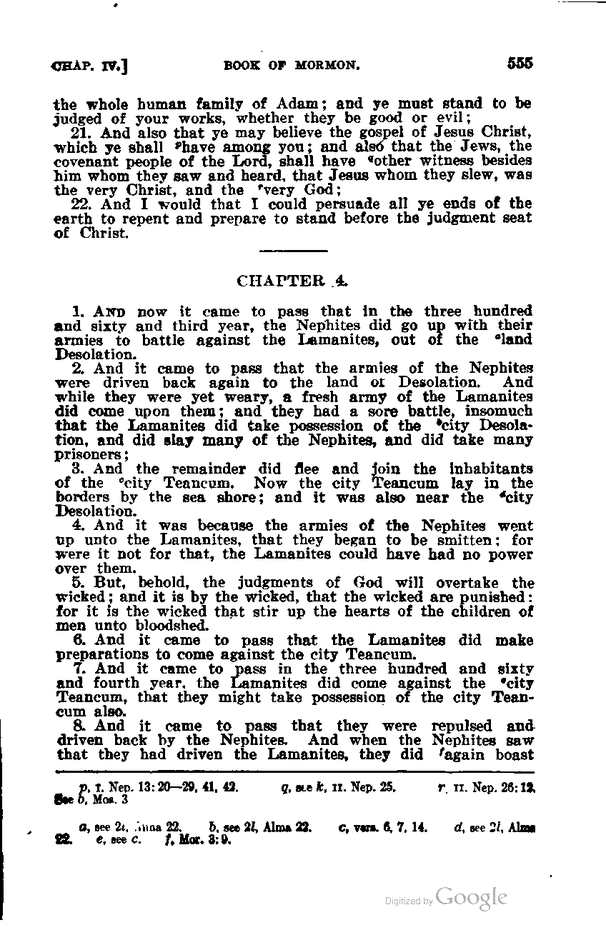 CHAP. IV.] BOOK OF MORMON. 555
the whole human family of Adam; and ye must stand to be
judged of your works, whether they be good or evil;
21. And also that ye may believe the gospel of Jesus Christ,
which ye shall ᵖhave among you; and also that the Jews, the
covenant people of the Lord, shall have ᑫother witness besides
him whom they saw and heard, that Jesus whom they slew, was
the very Christ, and the ʳvery God;
22. And I would that I could persuade all ye ends of the
earth to repent and prepare to stand before the judgment seat
of Christ.
CHAPTER 4.
1. AND now it came to pass that in the three hundred
and sixty and third year, the Nephites did go up with their
armies to battle against the Lamanites, out of the ᵃland
Desolation.
2. And it came to pass that the armies of the Nephites
were driven back again to the land of Desolation. And
while they were yet weary, a fresh army of the Lamanites
did come upon them; and they had a sore battle, insomuch
that the Lamanites did take possession of the ᵇcity Desola-
tion, and did slay many of the Nephites, and did take many
prisoners;
3. And the remainder did flee and join the inhabitants
of the ᶜcity Teancum. Now the city Teancum lay in the
borders by the sea shore; and it was also near the ᵈcity
Desolation.
4. And it was because the armies of the Nephites went
up unto the Lamanites, that they began to be smitten; for
were it not for that, the Lamanites could have had no power
over them.
5. But, behold, the judgments of God will overtake the
wicked; and it is by the wicked, that the wicked are punished:
for it is the wicked that stir up the hearts of the children of
men unto bloodshed.
6. And it came to pass that the Lamanites did make
preparations to come against the city Teancum.
7. And it came to pass in the three hundred and sixty
and fourth year, the Lamanites did come against the ᵉcity
Teancum, that they might take possession of the city Tean-
cum also.
8. And it came to pass that they were repulsed and
driven back by the Nephites. And when the Nephites saw
that they had driven the Lamanites, they did ᶠagain boast
p, I. Nep. 13:20—29, 41, 42. q, see k, II. Nep. 25. r, II. Nep. 26:12,
See b, Mos. 3
a, see 2l, Alma 22. b, see 2l, Alma 22. c, vers. 6, 7, 14. d, see 2l, Alma
22. e, see c. f, Mor. 3:9.
Digitized by Google